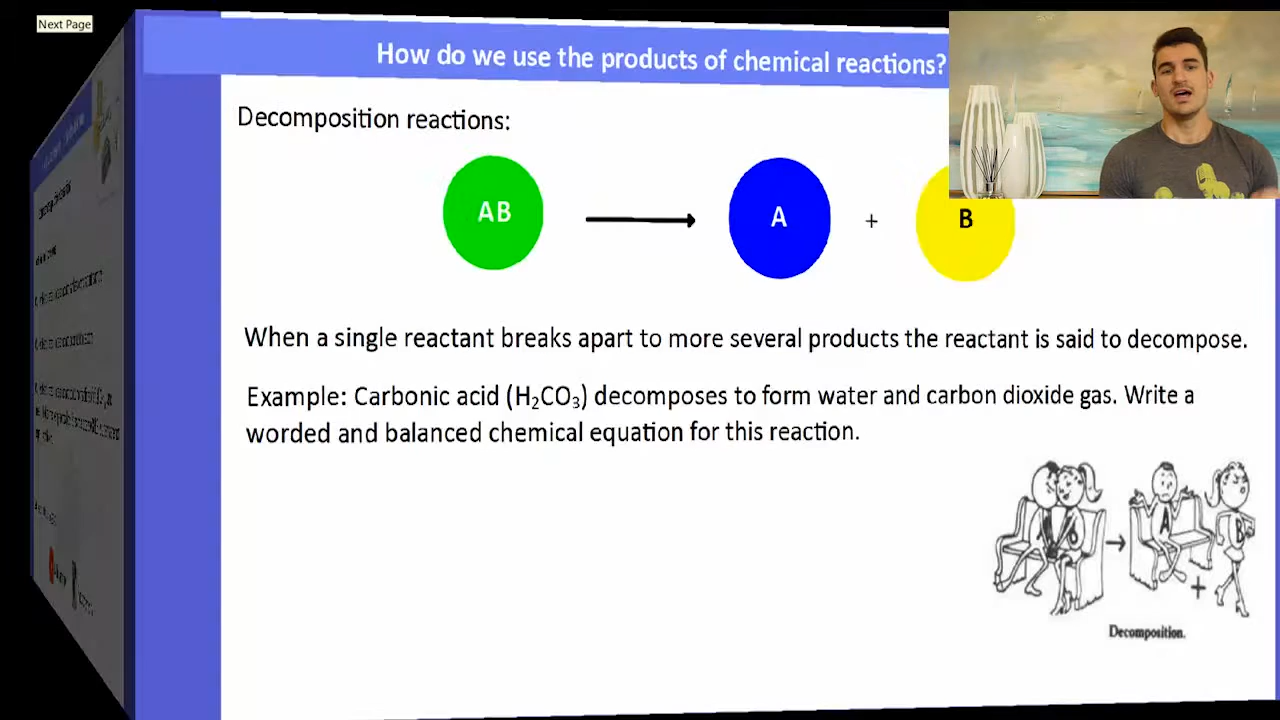 Next Page
How do we use the products of chemical reactions?
Decomposition reactions:
AB
A
+
B
When a single reactant breaks apart to more several products the reactant is said to decompose.
Example: Carbonic acid (H₂CO₃) decomposes to form water and carbon dioxide gas. Write a
worded and balanced chemical equation for this reaction.
A
B
+
Decomposition.